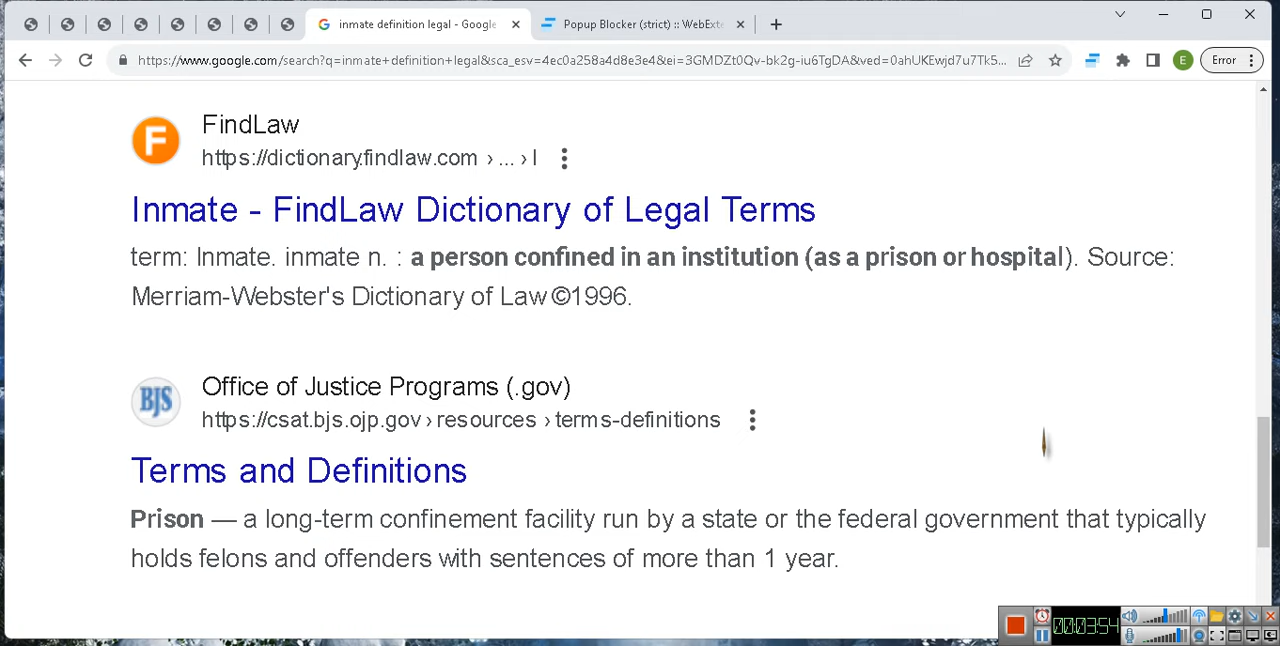 inmate definition legal - Google
Popup Blocker (strict) :: WebExte
https://www.google.com/search?q=inmate+definition+legal&sca_esv=4ec0a258a4d8e3e4&ei=3GMDZt0Qv-bk2g-iu6TgDA&ved=0ahUKEwjd7u7Tk5...
E
Error
F
FindLaw
https://dictionary.findlaw.com › ... › l
Inmate - FindLaw Dictionary of Legal Terms
term: Inmate. inmate n. : a person confined in an institution (as a prison or hospital). Source:
Merriam-Webster's Dictionary of Law ©1996.
BJS
Office of Justice Programs (.gov)
https://csat.bjs.ojp.gov › resources › terms-definitions
Terms and Definitions
Prison — a long-term confinement facility run by a state or the federal government that typically
holds felons and offenders with sentences of more than 1 year.
00:03:54